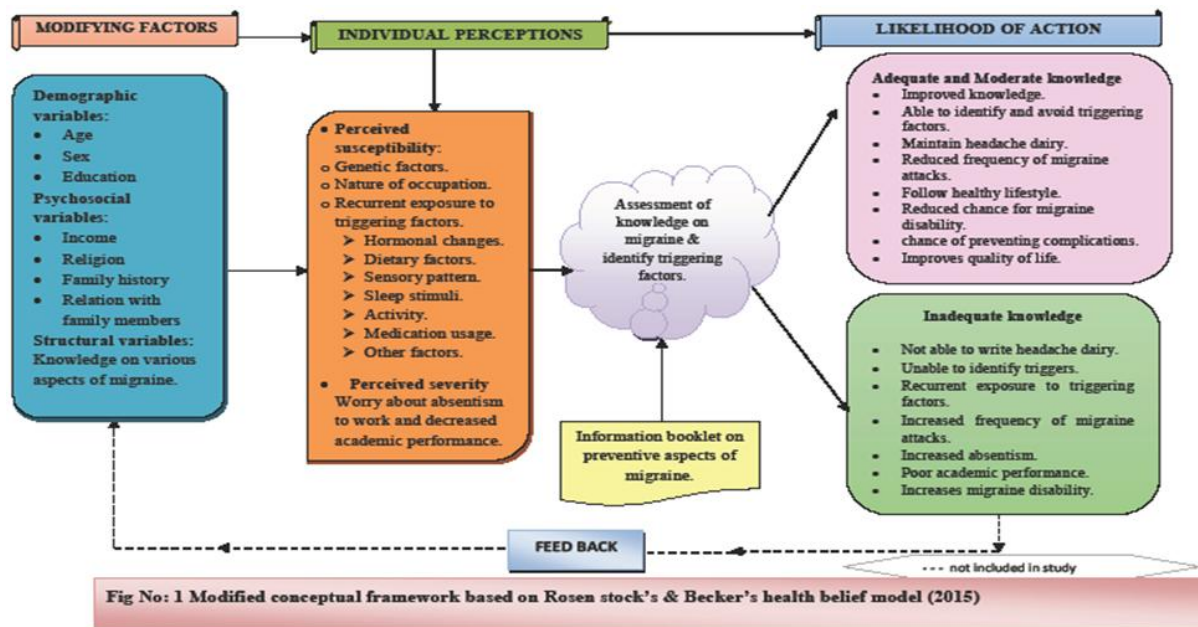 MODIFYING FACTORS
INDIVIDUAL PERCEPTIONS
LIKELIHOOD OF ACTION
Demographic
variables:
• Age
• Sex
• Education
Psychosocial
variables:
• Income
• Religion
• Family history
• Relation with
family members
Structural variables:
Knowledge on various
aspects of migraine.
• Perceived
susceptibility:
o Genetic factors.
o Nature of occupation.
o Recurrent exposure to
triggering factors.
➤ Hormonal changes.
➤ Dietary factors.
➤ Sensory pattern.
➤ Sleep stimuli.
➤ Activity.
➤ Medication usage.
➤ Other factors.
• Perceived severity
Worry about absentism
to work and decreased
academic performance.
Assessment of
knowledge on
migraine &
identify triggering
factors.
Information booklet on
preventive aspects of
migraine.
Adequate and Moderate knowledge
• Improved knowledge.
• Able to identify and avoid triggering
factors.
• Maintain headache dairy.
• Reduced frequency of migraine
attacks.
• Follow healthy lifestyle.
• Reduced chance for migraine
disability.
• chance of preventing complications.
• Improves quality of life.
Inadequate knowledge
• Not able to write headache dairy.
• Unable to identify triggers.
• Recurrent exposure to triggering
factors.
• Increased frequency of migraine
attacks.
• Increased absentism.
• Poor academic performance.
• Increases migraine disability.
FEED BACK
--- not included in study
Fig No: 1 Modified conceptual framework based on Rosen stock's & Becker's health belief model (2015)